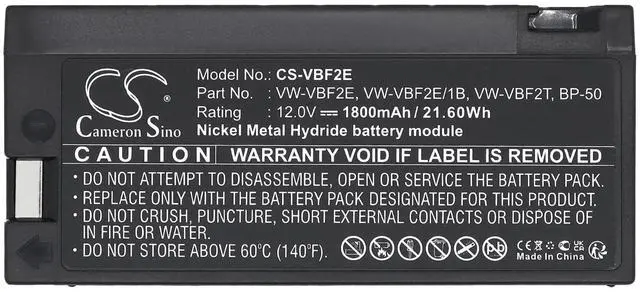 CS
Cameron Sino
Model No.: CS-VBF2E
Part No. : VW-VBF2E, VW-VBF2E/1B, VW-VBF2T, BP-50
Rating : 12.0V⎓ 1800mAh / 21.60Wh
Nickel Metal Hydride battery module
CAUTION WARRANTY VOID IF LABEL IS REMOVED
• DO NOT ATTEMPT TO DISASSEMBLE, OPEN OR SERVICE THE BATTERY PACK.
• REPLACE ONLY WITH THE BATTERY PACK DESIGNATED FOR THIS PRODUCT.
• DO NOT CRUSH, PUNCTURE, SHORT EXTERNAL CONTACTS OR DISPOSE OF
IN FIRE OR WATER.
• DO NOT STORE ABOVE 60°C (140°F).